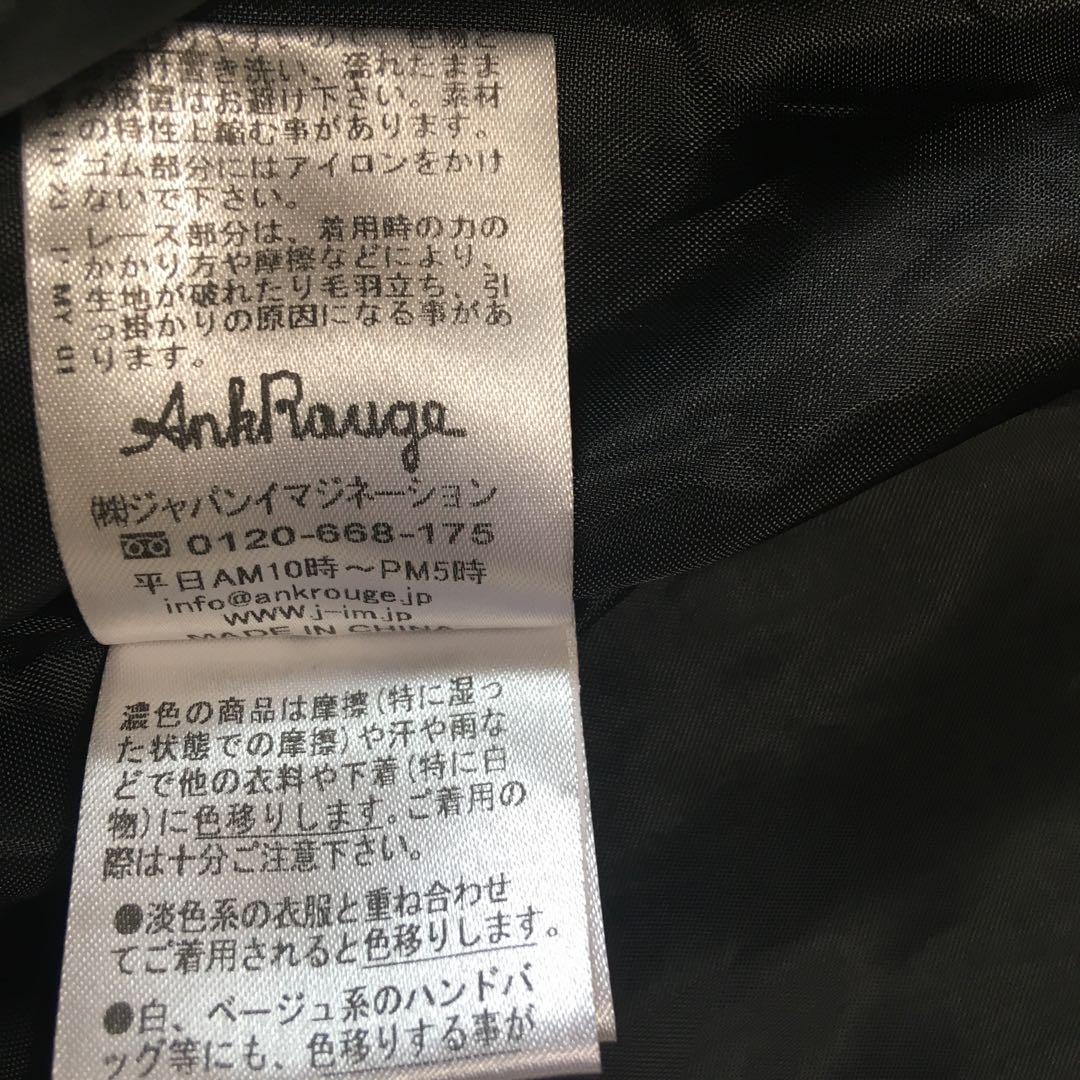 き洗い、濡れたまま
の放置はお避け下さい。素材
の特性上縮む事があります。
ゴム部分にはアイロンをかけ
ないで下さい。
レース部分は、着用時の力の
かかり方や摩擦などにより、
生地が破れたり毛羽立ち、引
っ掛かりの原因になる事があ
ります。
AnkRouge
㈱ジャパンイマジネーション
0120-668-175
平日AM10時～PM5時
info@ankrouge.jp
WWW.j-im.jp
MADE IN CHINA
濃色の商品は摩擦(特に湿っ
た状態での摩擦)や汗や雨な
どで他の衣料や下着(特に白
物)に色移りします。ご着用の
際は十分ご注意下さい。
●淡色系の衣服と重ね合わせ
てご着用されると色移りします。
●白、ベージュ系のハンドバ
ッグ等にも、色移りする事が